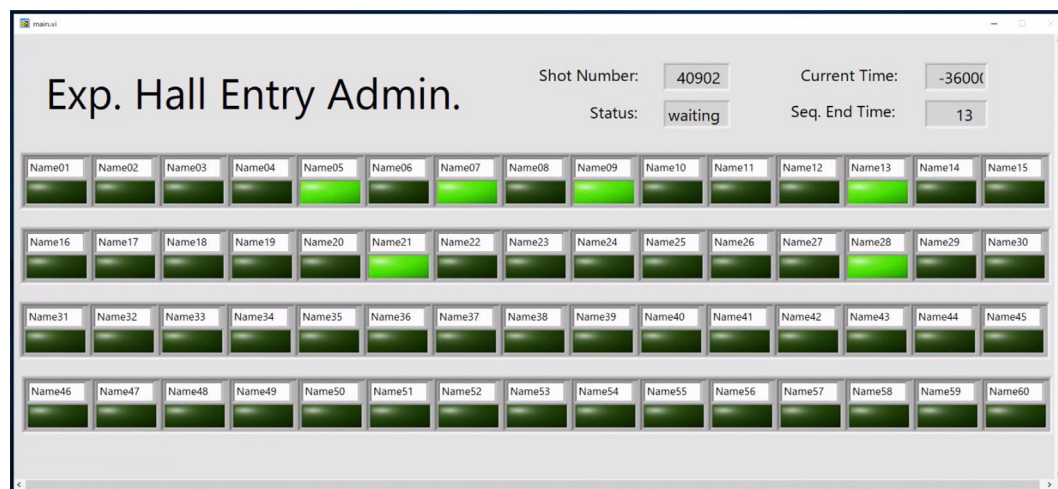 main.vi
Exp. Hall Entry Admin.
Shot Number: 40902
Current Time: -3600
Status: waiting
Seq. End Time: 13
Name01 Name02 Name03 Name04 Name05 Name06 Name07 Name08 Name09 Name10 Name11 Name12 Name13 Name14 Name15
Name16 Name17 Name18 Name19 Name20 Name21 Name22 Name23 Name24 Name25 Name26 Name27 Name28 Name29 Name30
Name31 Name32 Name33 Name34 Name35 Name36 Name37 Name38 Name39 Name40 Name41 Name42 Name43 Name44 Name45
Name46 Name47 Name48 Name49 Name50 Name51 Name52 Name53 Name54 Name55 Name56 Name57 Name58 Name59 Name60